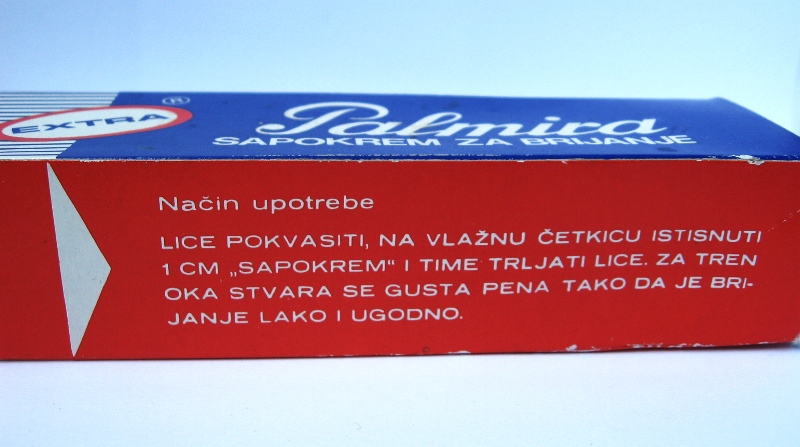 EXTRA ®
Palmira
SAPOKREM ZA BRIJANJE
Način upotrebe
LICE POKVASITI, NA VLAŽNU ČETKICU ISTISNUTI
1 CM „SAPOKREM“ I TIME TRLJATI LICE. ZA TREN
OKA STVARA SE GUSTA PENA TAKO DA JE BRI-
JANJE LAKO I UGODNO.